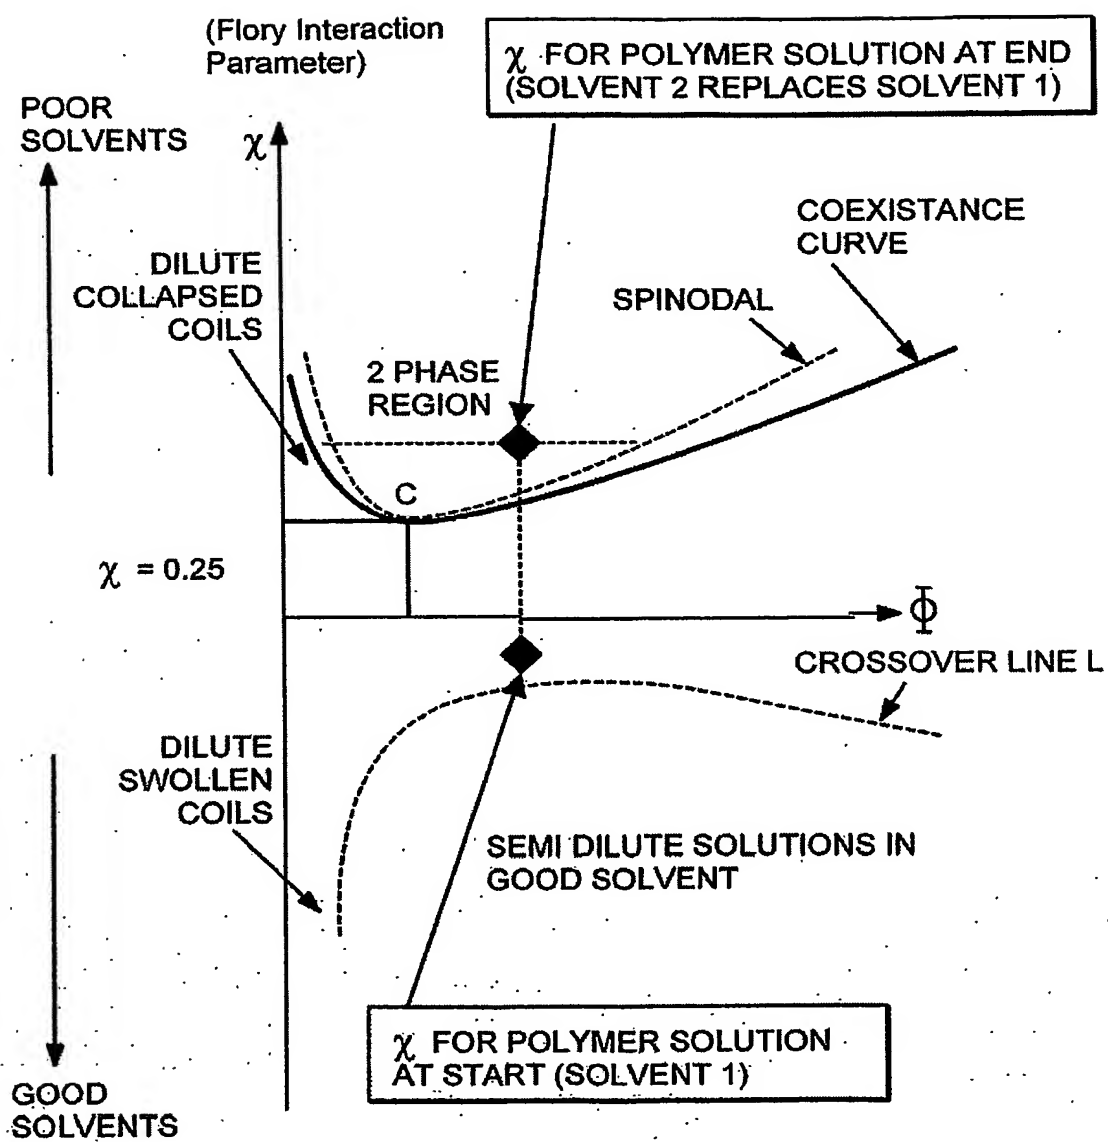 (Flory Interaction
Parameter)
χ FOR POLYMER SOLUTION AT END
(SOLVENT 2 REPLACES SOLVENT 1)
POOR
SOLVENTS
χ
COEXISTANCE
CURVE
DILUTE
COLLAPSED
COILS
SPINODAL
2 PHASE
REGION
C
χ = 0.25
Φ
CROSSOVER LINE L
DILUTE
SWOLLEN
COILS
SEMI DILUTE SOLUTIONS IN
GOOD SOLVENT
χ FOR POLYMER SOLUTION
AT START (SOLVENT 1)
GOOD
SOLVENTS